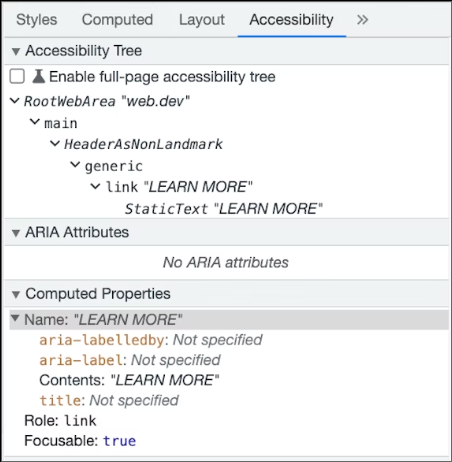 Styles Computed Layout Accessibility »
Accessibility Tree
Enable full-page accessibility tree
RootWebArea "web.dev"
main
HeaderAsNonLandmark
generic
link "LEARN MORE"
StaticText "LEARN MORE"
ARIA Attributes
No ARIA attributes
Computed Properties
Name: "LEARN MORE"
aria-labelledby: Not specified
aria-label: Not specified
Contents: "LEARN MORE"
title: Not specified
Role: link
Focusable: true